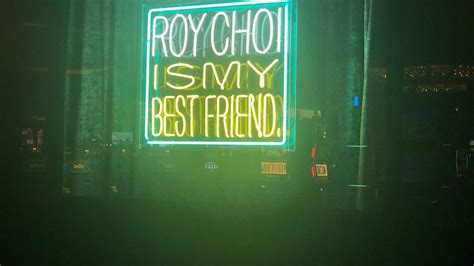 ROY CHOI
IS MY
BEST FRIEND.